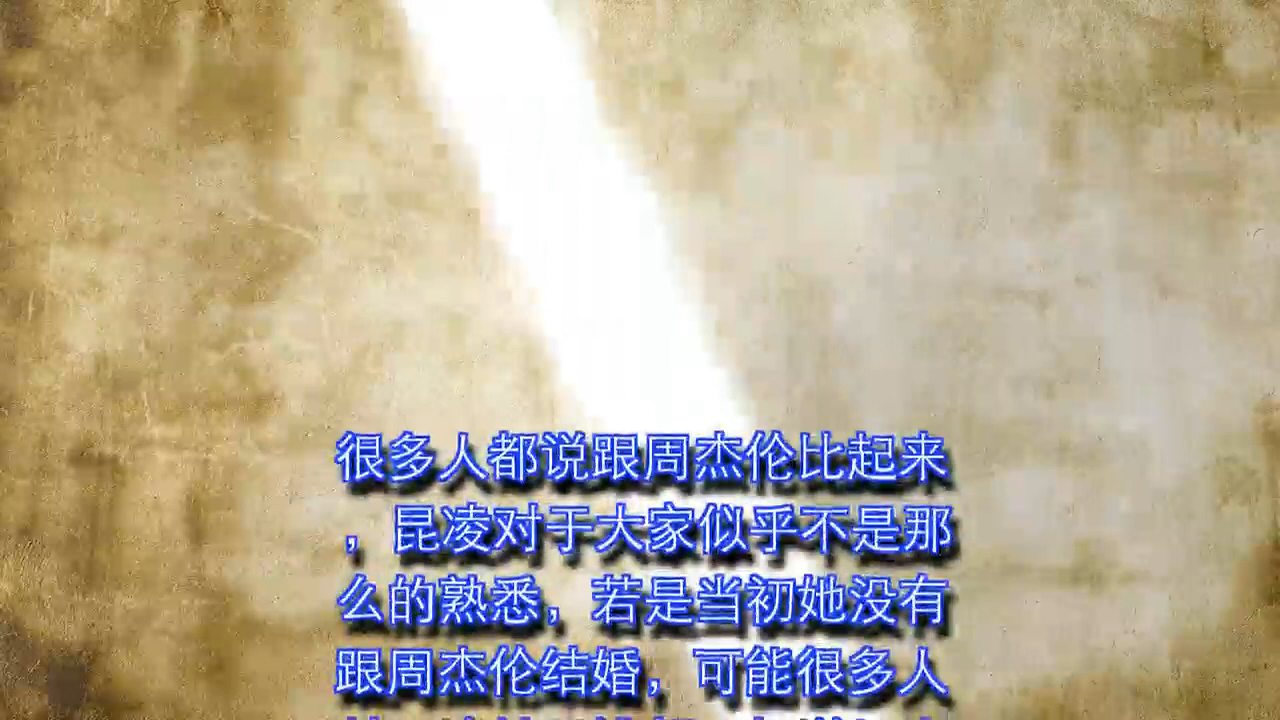 很多人都说跟周杰伦比起来
，昆凌对于大家似乎不是那
么的熟悉，若是当初她没有
跟周杰伦结婚，可能很多人